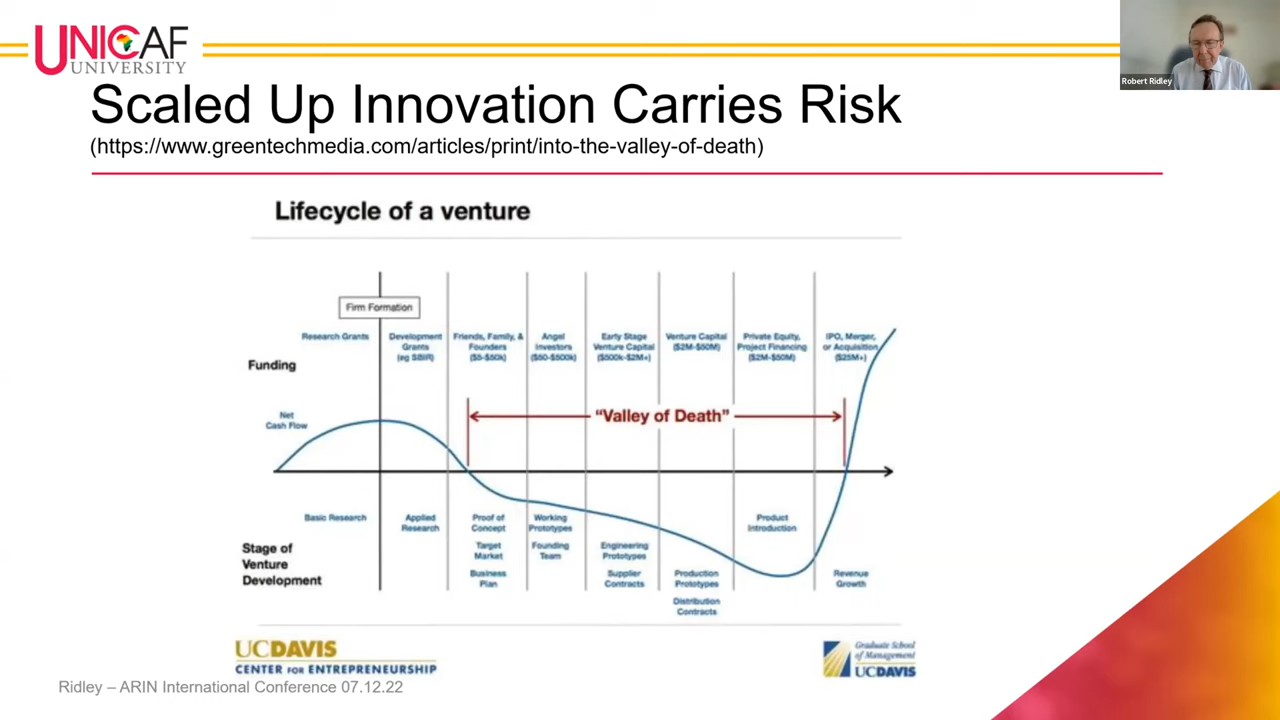 UNICAF
UNIVERSITY
Robert Ridley
Scaled Up Innovation Carries Risk
(https://www.greentechmedia.com/articles/print/into-the-valley-of-death)
Lifecycle of a venture
Firm Formation
Funding
Research Grants
Development
Grants
(eg SBIR)
Friends, Family, &
Founders
($5-$50k)
Angel
Investors
($50-$500k)
Early Stage
Venture Capital
($500k-$2M+)
Venture Capital
($2M-$50M)
Private Equity,
Project Financing
($2M-$50M)
IPO, Merger,
or Acquisition
($25M+)
Net
Cash Flow
“Valley of Death”
Stage of
Venture
Development
Basic Research
Applied
Research
Proof of
Concept
Target
Market
Business
Plan
Working
Prototypes
Founding
Team
Engineering
Prototypes
Supplier
Contracts
Production
Prototypes
Distribution
Contracts
Product
Introduction
Revenue
Growth
UCDAVIS
CENTER FOR ENTREPRENEURSHIP
Graduate School
of Management
UCDAVIS
Ridley – ARIN International Conference 07.12.22